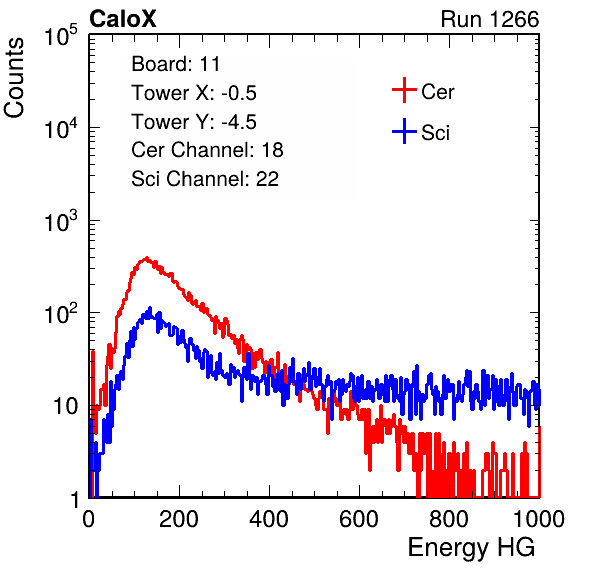 CaloX Run 1266
Counts
10^5
10^4
10^3
10^2
10
1
Board: 11
Tower X: -0.5
Tower Y: -4.5
Cer Channel: 18
Sci Channel: 22
Cer
Sci
0 200 400 600 800 1000
Energy HG